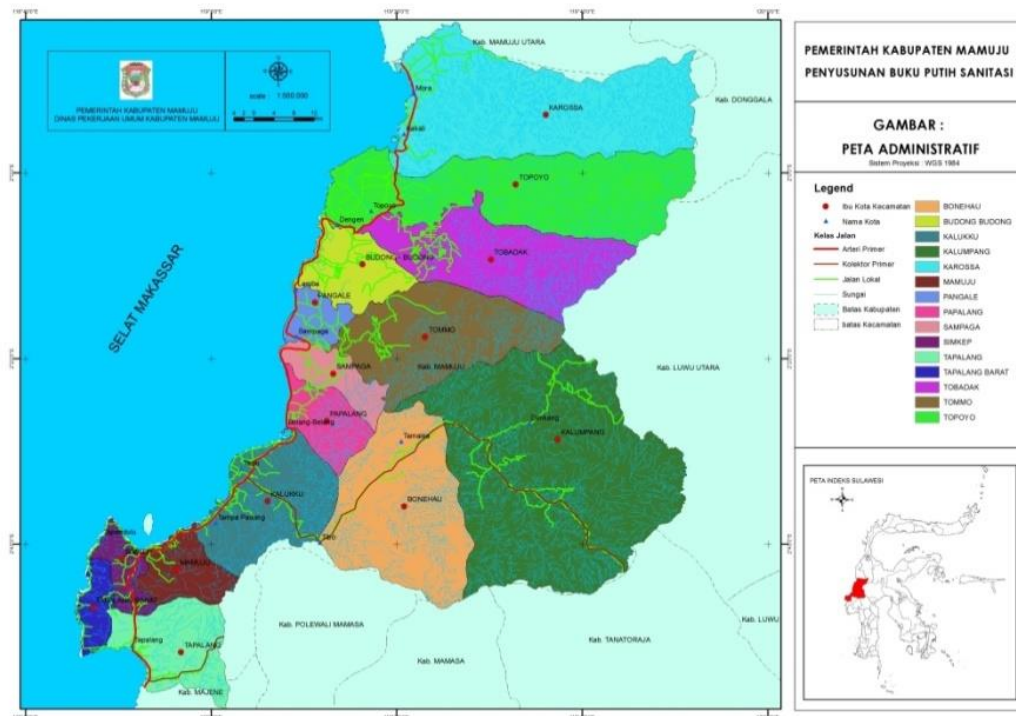 PEMERINTAH KABUPATEN MAMUJU
DINAS PEKERJAAN UMUM KABUPATEN MAMUJU
Kab. MAMUJU UTARA
Kab. DONGGALA
KAROSSA
TOPOYO
Topoyo
TOBADAK
BUDONG - BUDONG
PANGALE
Sampaga
TOMMO
SAMPAGA
Kab. MAMUJU
Kab. LUWU UTARA
SELAT MAKASSAR
PAPALANG
Tamalea
KALUMPANG
KALUKKU
BONEHAU
MAMUJU
Tapalang
TAPALANG
Kab. POLEWALI MAMASA
Kab. MAMASA
Kab. TANATORAJA
Kab. LUWU
Kab. MAJENE
PEMERINTAH KABUPATEN MAMUJU
PENYUSUNAN BUKU PUTIH SANITASI
GAMBAR :
PETA ADMINISTRATIF
Sistem Proyeksi : WGS 1984
Legend
Ibu Kota Kecamatan
Nama Kota
Kelas Jalan
Arteri Primer
Kolektor Primer
Jalan Lokal
Sungai
Batas Kabupaten
batas Kecamatan
BONEHAU
BUDONG BUDONG
KALUKKU
KALUMPANG
KAROSSA
MAMUJU
PANGALE
PAPALANG
SAMPAGA
SIMKEP
TAPALANG
TAPALANG BARAT
TOBADAK
TOMMO
TOPOYO
PETA INDEKS SULAWESI